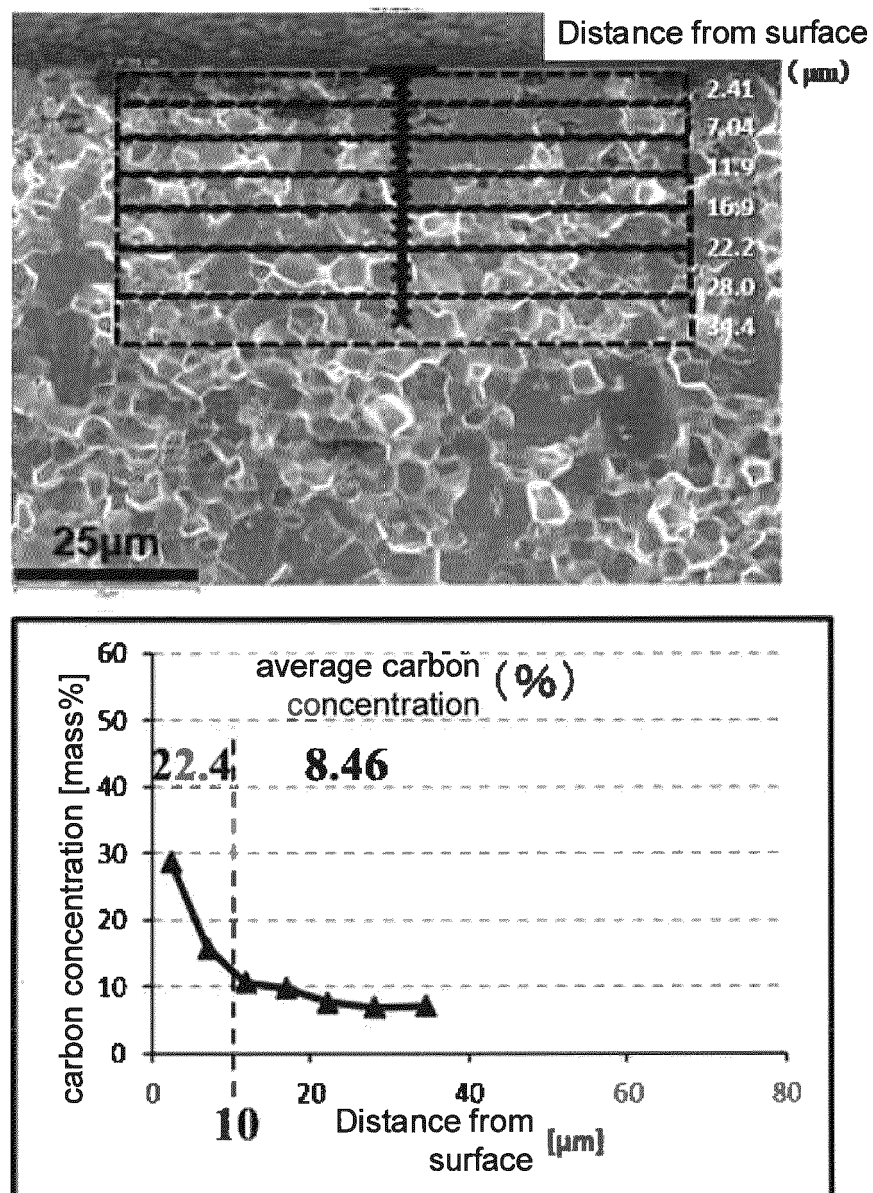 Distance from surface
(μm)
2.41
7.04
11.9
16.9
22.2
28.0
34.4
25μm
60
50
40
30
20
10
0
carbon concentration [mass%]
average carbon (%)
concentration
22.4
8.46
0
20
40
60
80
10
Distance from
surface [μm]